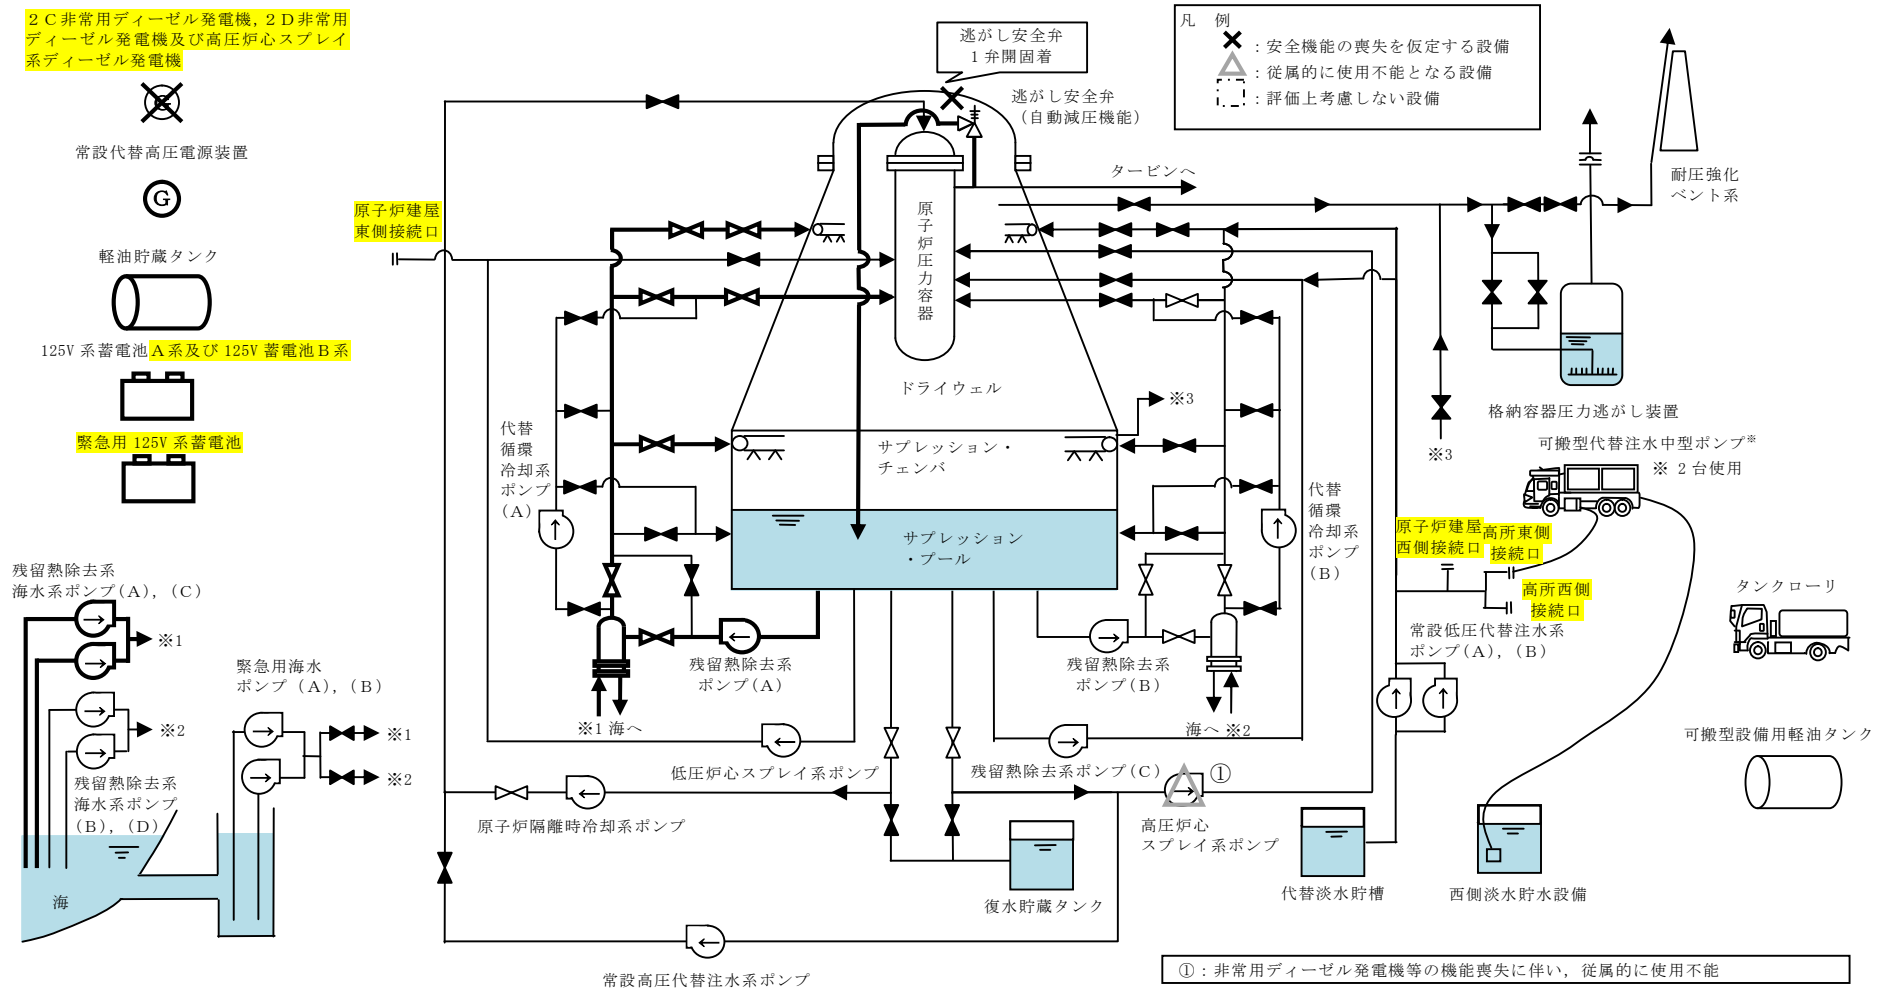 ２Ｃ非常用ディーゼル発電機，２Ｄ非常用
ディーゼル発電機及び高圧炉心スプレイ
系ディーゼル発電機
G
常設代替高圧電源装置
G
軽油貯蔵タンク
125V 系蓄電池Ａ系及び 125V 蓄電池Ｂ系
緊急用 125V 系蓄電池
逃がし安全弁
１弁開固着
逃がし安全弁
（自動減圧機能）
凡　例
：安全機能の喪失を仮定する設備
：従属的に使用不能となる設備
：評価上考慮しない設備
原子炉建屋
東側接続口
タービンへ
耐圧強化
ベント系
原子炉圧力容器
ドライウェル
※3
※3
格納容器圧力逃がし装置
可搬型代替注水中型ポンプ※
※ ２台使用
代替
循環
冷却系
ポンプ
(A)
サプレッション・
チェンバ
サプレッション
・プール
代替
循環
冷却系
ポンプ
(B)
原子炉建屋
西側接続口
高所東側
接続口
高所西側
接続口
タンクローリ
残留熱除去系
海水系ポンプ(A)，(C)
※1
※2
残留熱除去系
海水系ポンプ
(B)，(D)
海
緊急用海水
ポンプ（A），(B)
※1
※2
残留熱除去系
ポンプ(A)
※1 海へ
残留熱除去系
ポンプ(B)
海へ ※2
常設低圧代替注水系
ポンプ(A)，(B)
可搬型設備用軽油タンク
低圧炉心スプレイ系ポンプ
残留熱除去系ポンプ(C)
①
原子炉隔離時冷却系ポンプ
高圧炉心
スプレイ系ポンプ
復水貯蔵タンク
代替淡水貯槽
西側淡水貯水設備
常設高圧代替注水系ポンプ
①：非常用ディーゼル発電機等の機能喪失に伴い，従属的に使用不能